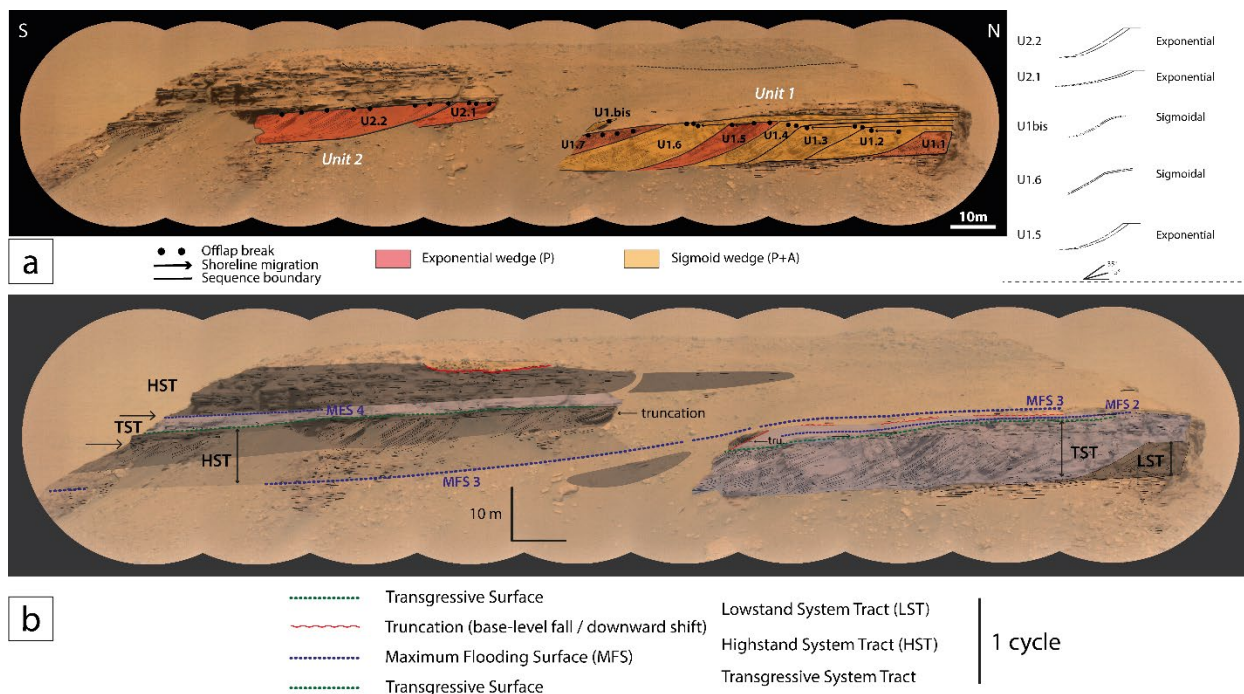 S
N
Unit 1
U1.bis
U2.2
U2.1
U1.7
U1.6
U1.5
U1.4
U1.3
U1.2
U1.1
Unit 2
10m
U2.2 Exponential
U2.1 Exponential
U1bis Sigmoidal
U1.6 Sigmoidal
U1.5 Exponential
a
Offlap break
Shoreline migration
Sequence boundary
Exponential wedge (P)
Sigmoid wedge (P+A)
HST
MFS 4
TST
HST
truncation
MFS 3
MFS 3
MFS 2
tru
TST
LST
10 m
b
Transgressive Surface
Truncation (base-level fall / downward shift)
Maximum Flooding Surface (MFS)
Transgressive Surface
Lowstand System Tract (LST)
Highstand System Tract (HST)
Transgressive System Tract
1 cycle